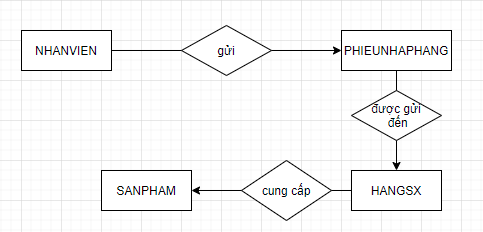 NHANVIEN
gửi
PHIEUNHAPHANG
được gửi
đến
SANPHAM
cung cấp
HANGSX